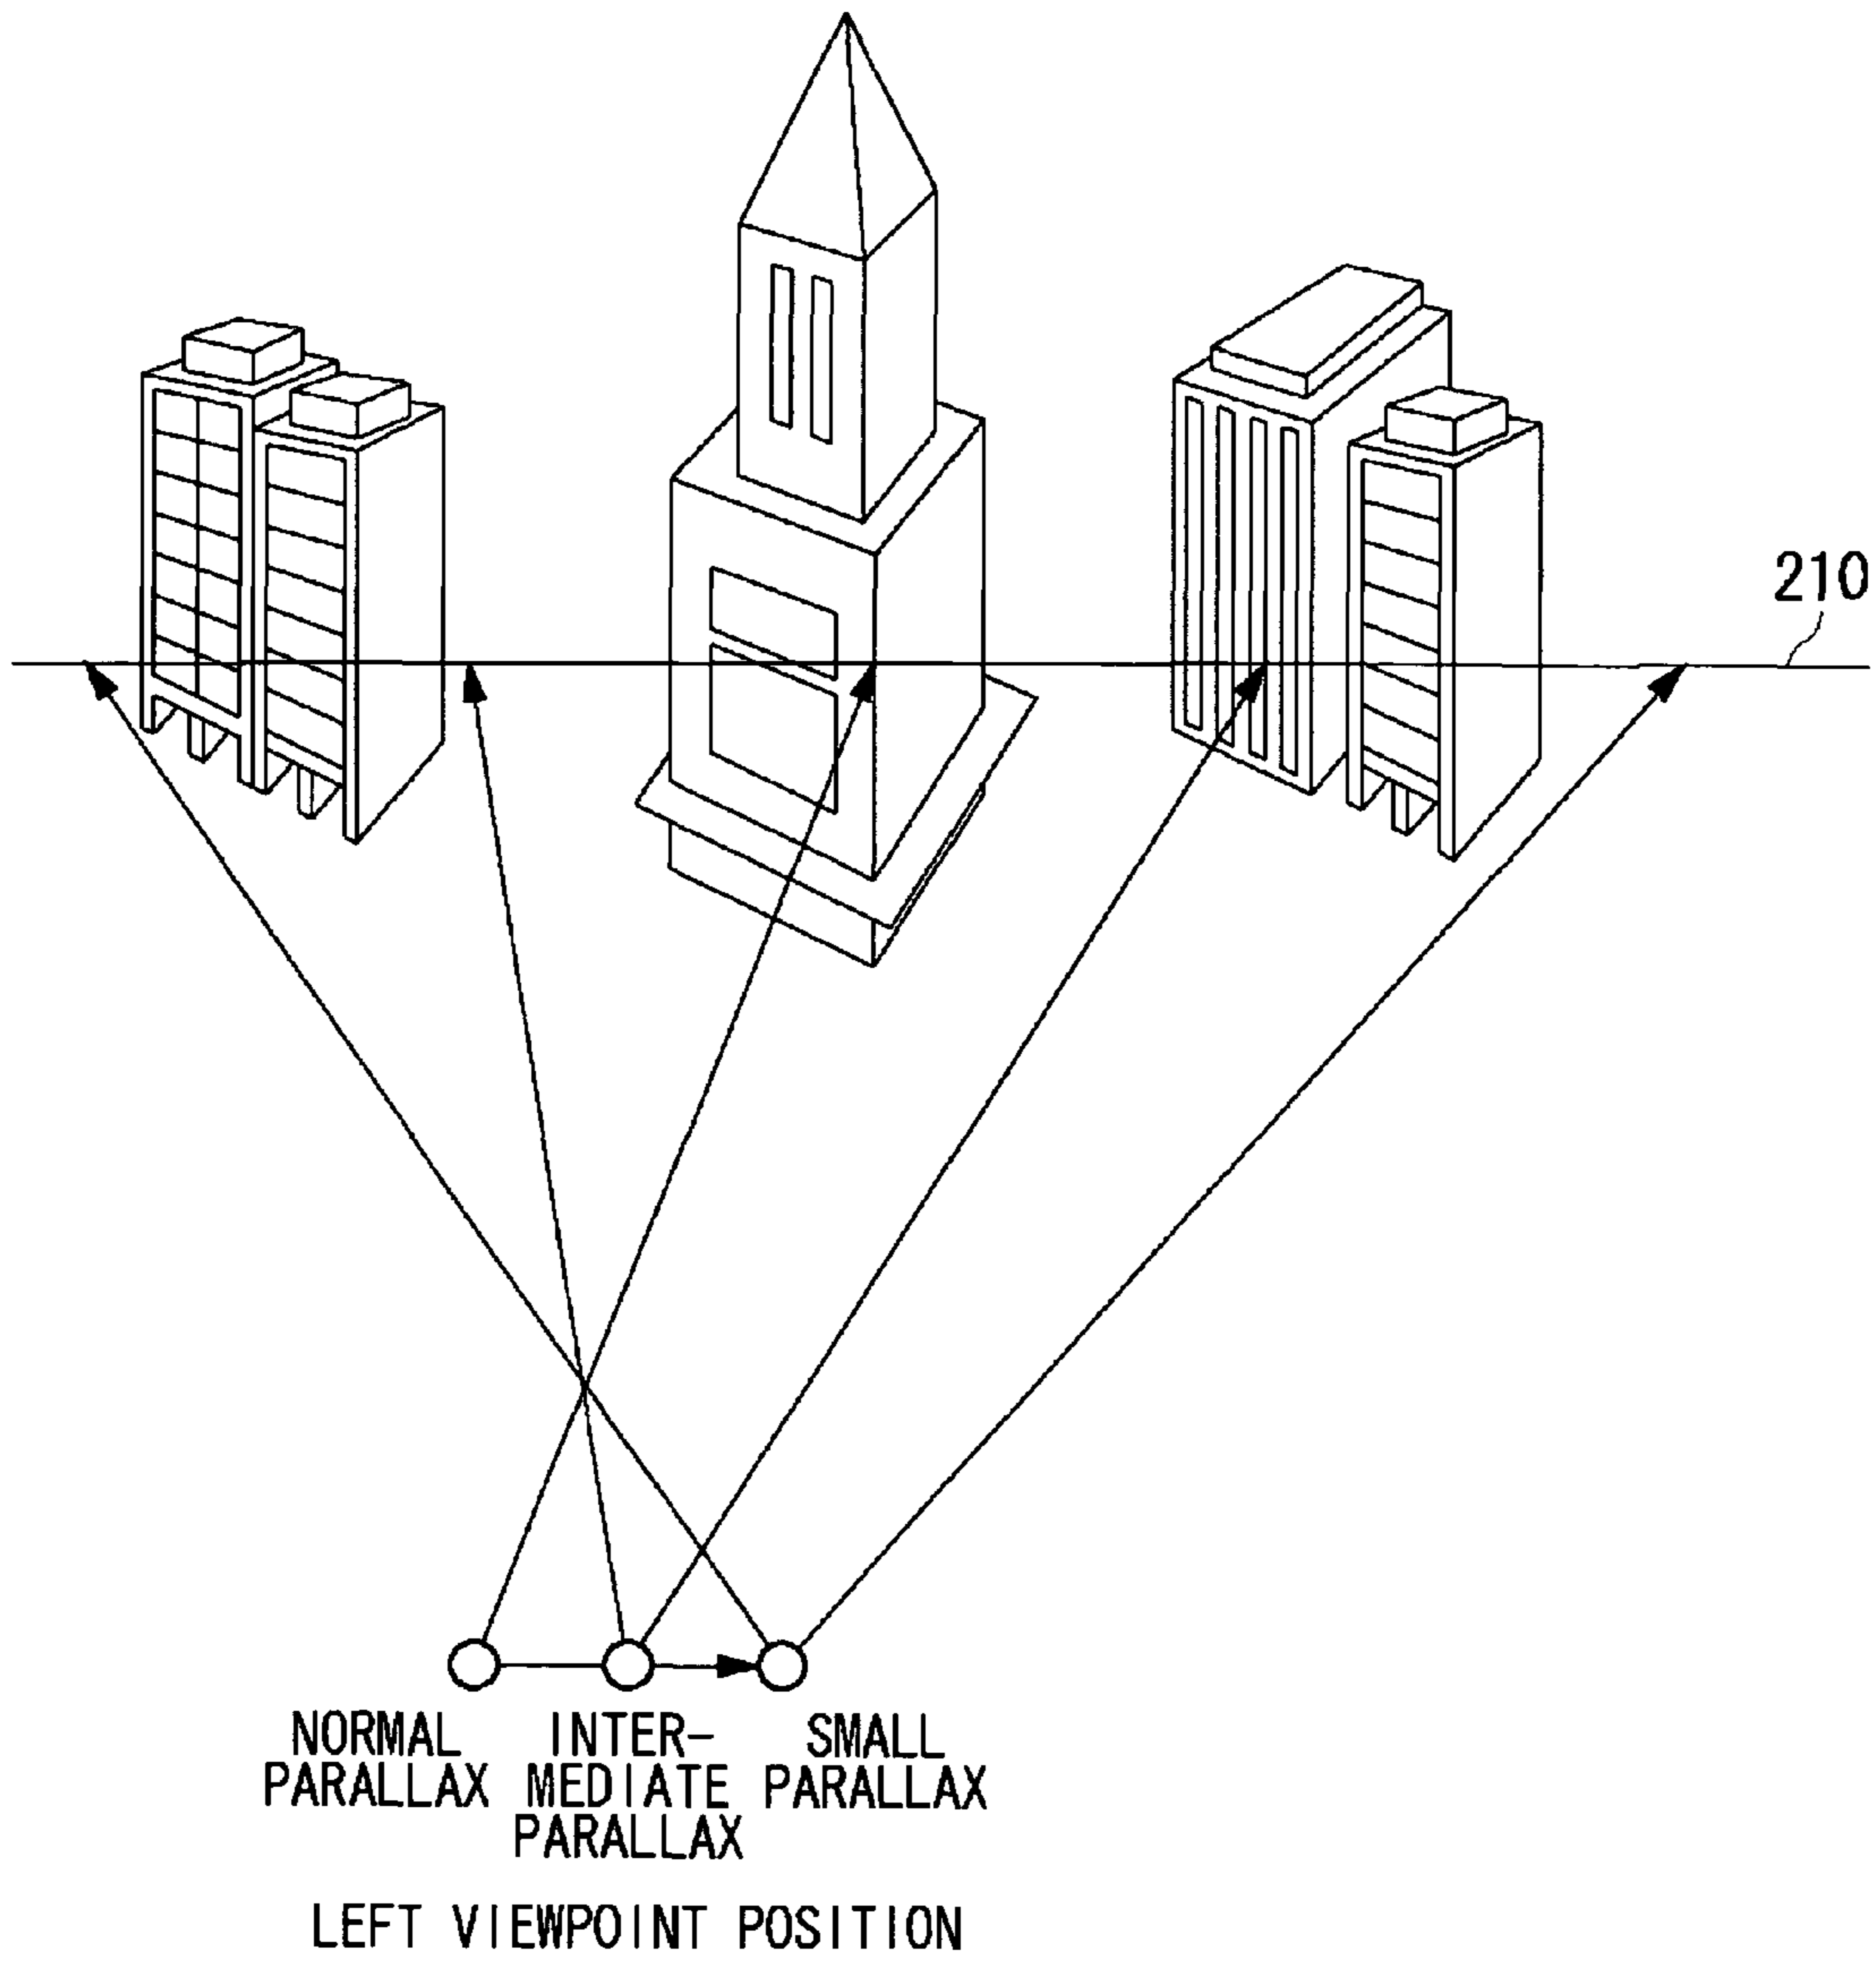 210
NORMAL INTER- SMALL
PARALLAX MEDIATE PARALLAX
PARALLAX
LEFT VIEWPOINT POSITION